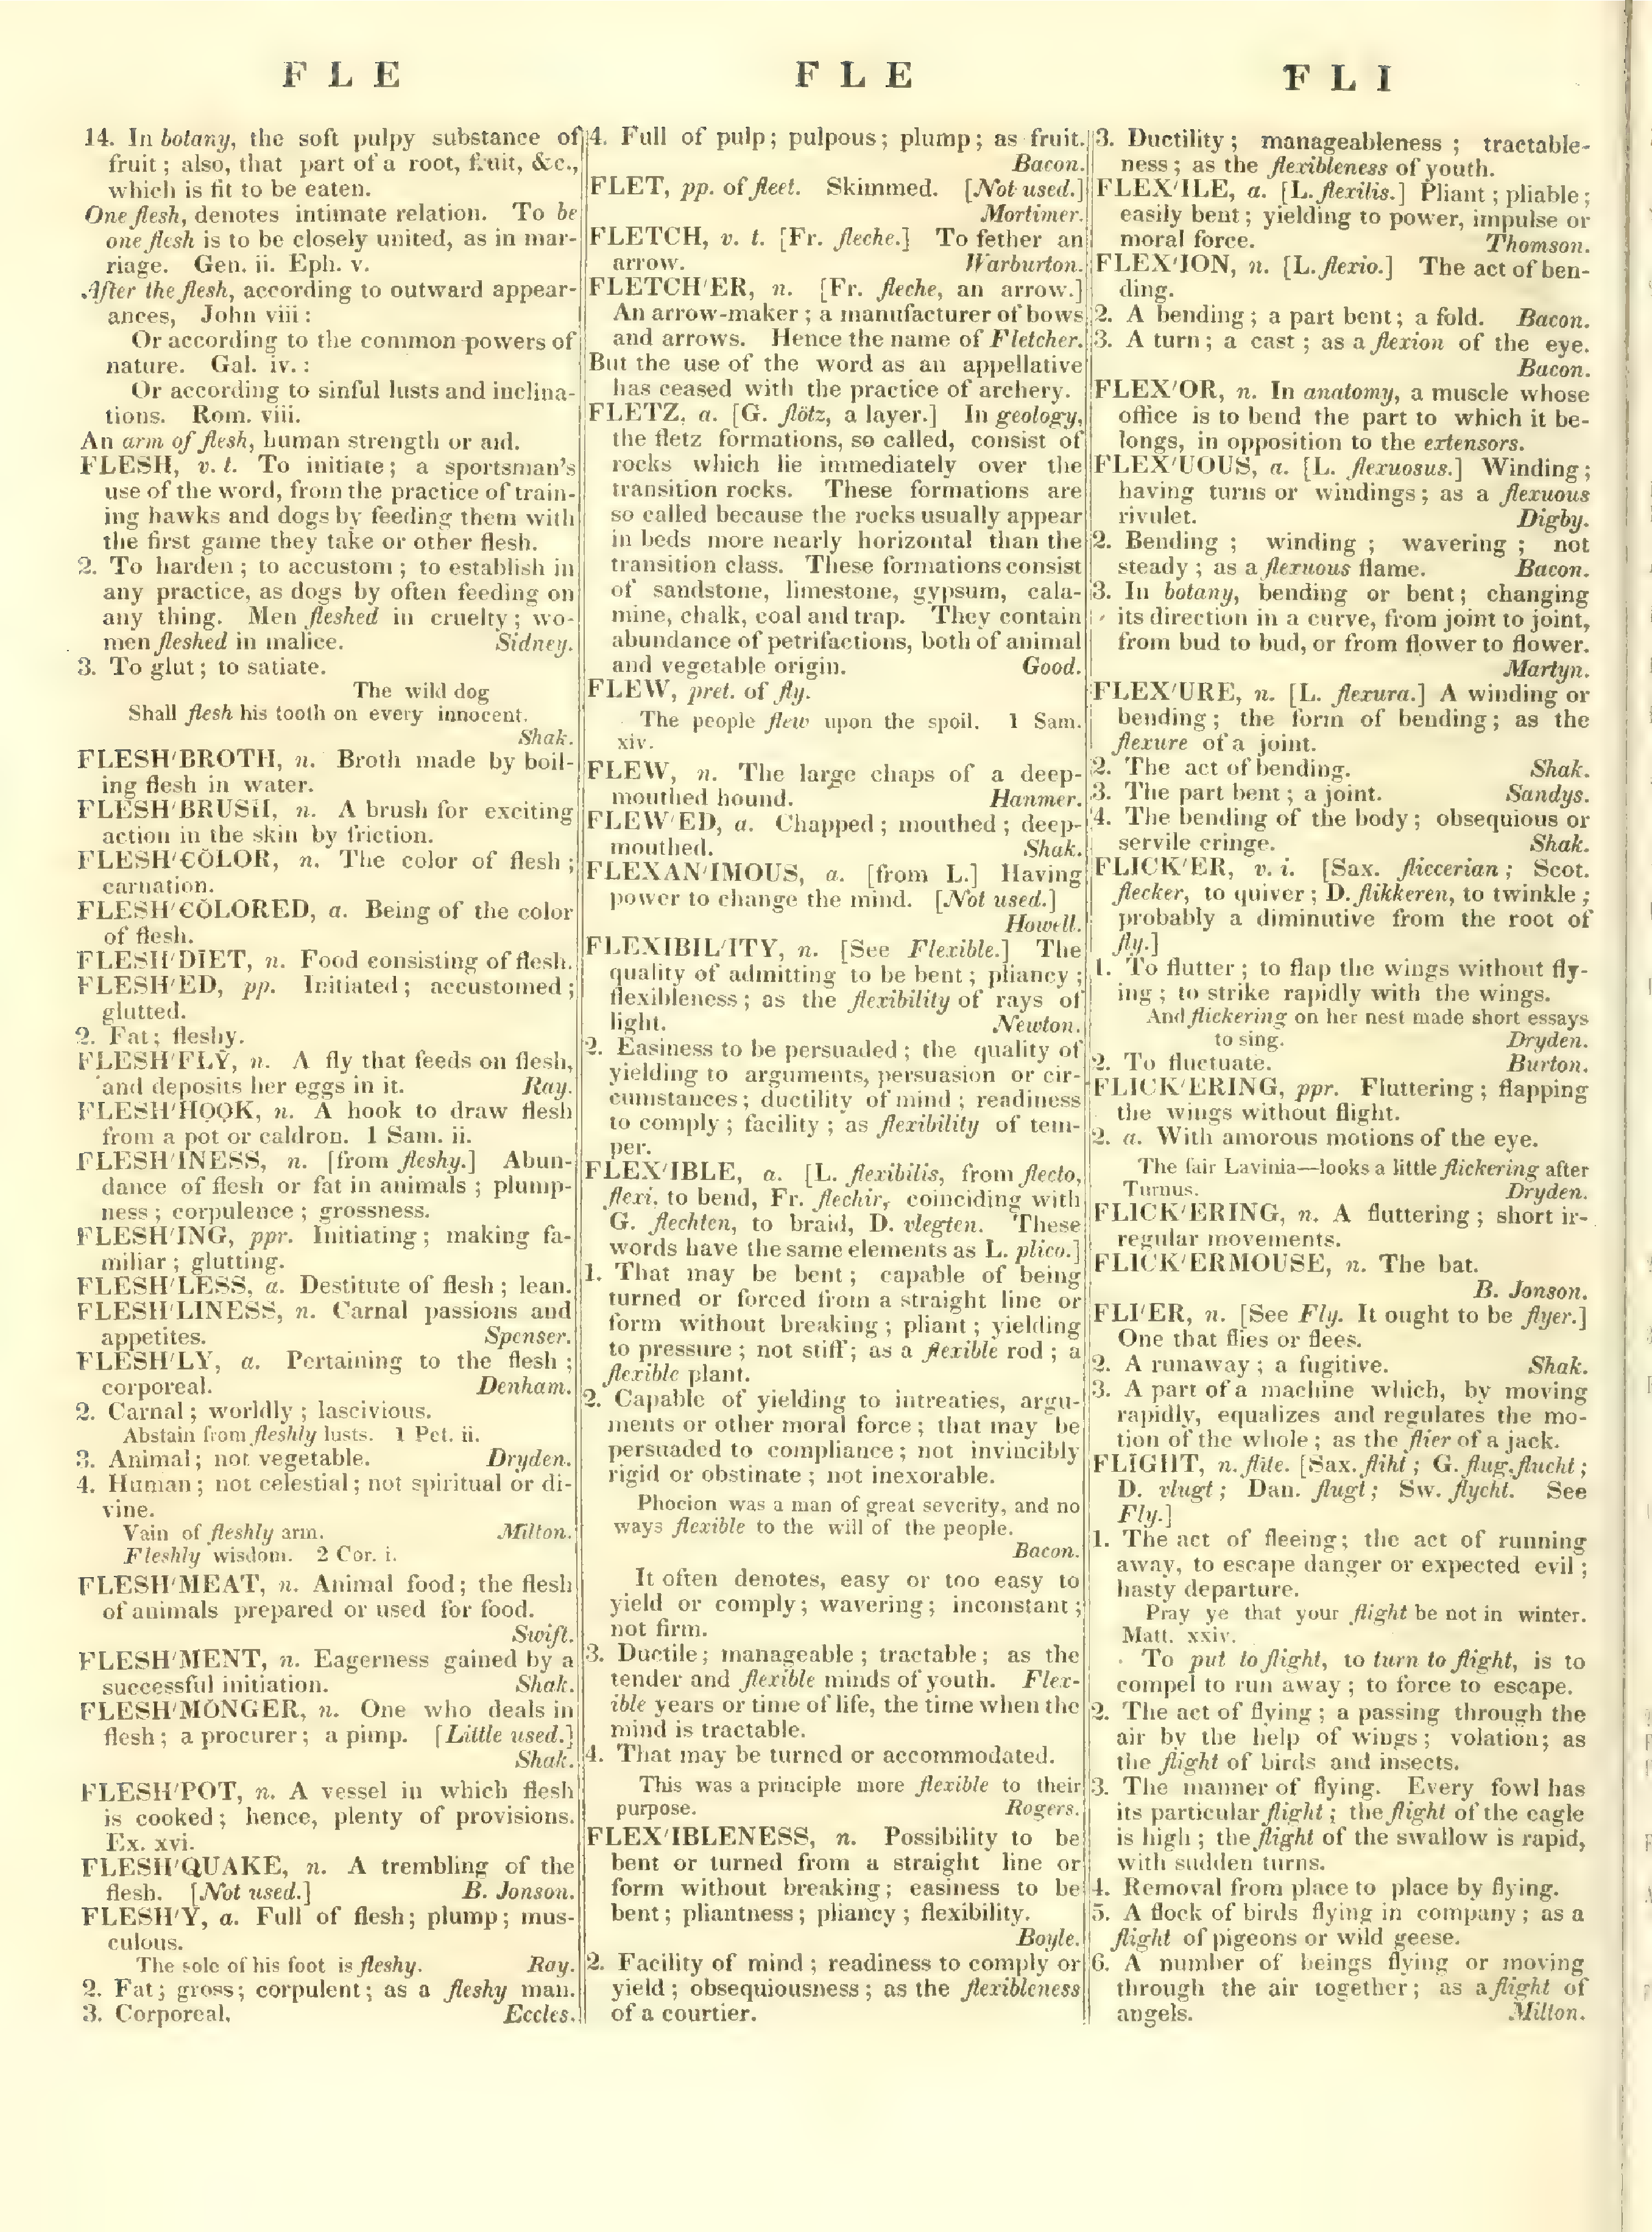 F L E
F L E
F L I
14. In botany, the soft pulpy substance of
fruit; also, that part of a root, fruit, &c.,
which is fit to be eaten.
One flesh, denotes intimate relation. To be
one flesh is to be closely united, as in mar-
riage. Gen. ii. Eph. v.
After the flesh, according to outward appear-
ances, John viii:
Or according to the common powers of
nature. Gal. iv.:
Or according to sinful lusts and inclina-
tions. Rom. viii.
An arm of flesh, human strength or aid.
FLESH, v. t. To initiate; a sportsman's
use of the word, from the practice of train-
ing hawks and dogs by feeding them with
the first game they take or other flesh.
2. To harden; to accustom; to establish in
any practice, as dogs by often feeding on
any thing. Men fleshed in cruelty; wo-
men fleshed in malice. Sidney.
3. To glut; to satiate.
The wild dog
Shall flesh his tooth on every innocent.
Shak.
FLESH'BROTH, n. Broth made by boil-
ing flesh in water.
FLESH'BRUSH, n. A brush for exciting
action in the skin by friction.
FLESH'€ŎLOR, n. The color of flesh;
carnation.
FLESH'€ŎLORED, a. Being of the color
of flesh.
FLESH'DIET, n. Food consisting of flesh.
FLESH'ED, pp. Initiated; accustomed;
glutted.
2. Fat; fleshy.
FLESH'FLȲ, n. A fly that feeds on flesh,
and deposits her eggs in it. Ray.
FLESH'HOOK, n. A hook to draw flesh
from a pot or caldron. 1 Sam. ii.
FLESH'INESS, n. [from fleshy.] Abun-
dance of flesh or fat in animals; plump-
ness; corpulence; grossness.
FLESH'ING, ppr. Initiating; making fa-
miliar; glutting.
FLESH'LESS, a. Destitute of flesh; lean.
FLESH'LINESS, n. Carnal passions and
appetites. Spenser.
FLESH'LY, a. Pertaining to the flesh;
corporeal. Denham.
2. Carnal; worldly; lascivious.
Abstain from fleshly lusts. 1 Pet. ii.
3. Animal; not vegetable. Dryden.
4. Human; not celestial; not spiritual or di-
vine.
Vain of fleshly arm. Milton.
Fleshly wisdom. 2 Cor. i.
FLESH'MEAT, n. Animal food; the flesh
of animals prepared or used for food.
Swift.
FLESH'MENT, n. Eagerness gained by a
successful initiation. Shak.
FLESH'MŎNGER, n. One who deals in
flesh; a procurer; a pimp. [Little used.]
Shak.
FLESH'POT, n. A vessel in which flesh
is cooked; hence, plenty of provisions.
Ex. xvi.
FLESH'QUAKE, n. A trembling of the
flesh. [Not used.] B. Jonson.
FLESH'Y, a. Full of flesh; plump; mus-
culous.
The sole of his foot is fleshy. Ray.
2. Fat; gross; corpulent; as a fleshy man.
3. Corporeal. Eccles.
4. Full of pulp; pulpous; plump; as fruit.
Bacon.
FLET, pp. of fleet. Skimmed. [Not used.]
Mortimer.
FLETCH, v. t. [Fr. fleche.] To fether an
arrow. Warburton.
FLETCH'ER, n. [Fr. fleche, an arrow.]
An arrow-maker; a manufacturer of bows
and arrows. Hence the name of Fletcher.
But the use of the word as an appellative
has ceased with the practice of archery.
FLETZ, a. [G. flötz, a layer.] In geology,
the fletz formations, so called, consist of
rocks which lie immediately over the
transition rocks. These formations are
so called because the rocks usually appear
in beds more nearly horizontal than the
transition class. These formations consist
of sandstone, limestone, gypsum, cala-
mine, chalk, coal and trap. They contain
abundance of petrifactions, both of animal
and vegetable origin. Good.
FLEW, pret. of fly.
The people flew upon the spoil. 1 Sam.
xiv.
FLEW, n. The large chaps of a deep-
mouthed hound. Hanmer.
FLEW'ED, a. Chapped; mouthed; deep-
mouthed. Shak.
FLEXAN'IMOUS, a. [from L.] Having
power to change the mind. [Not used.]
Howell.
FLEXIBIL'ITY, n. [See Flexible.] The
quality of admitting to be bent; pliancy;
flexibleness; as the flexibility of rays of
light. Newton.
2. Easiness to be persuaded; the quality of
yielding to arguments, persuasion or cir-
cumstances; ductility of mind; readiness
to comply; facility; as flexibility of tem-
per.
FLEX'IBLE, a. [L. flexibilis, from flecto,
flexi, to bend, Fr. flechir, coinciding with
G. flechten, to braid, D. vlegten. These
words have the same elements as L. plico.]
1. That may be bent; capable of being
turned or forced from a straight line or
form without breaking; pliant; yielding
to pressure; not stiff; as a flexible rod; a
flexible plant.
2. Capable of yielding to intreaties, argu-
ments or other moral force; that may be
persuaded to compliance; not invincibly
rigid or obstinate; not inexorable.
Phocion was a man of great severity, and no
ways flexible to the will of the people.
Bacon.
It often denotes, easy or too easy to
yield or comply; wavering; inconstant;
not firm.
3. Ductile; manageable; tractable; as the
tender and flexible minds of youth. Flex-
ible years or time of life, the time when the
mind is tractable.
4. That may be turned or accommodated.
This was a principle more flexible to their
purpose. Rogers.
FLEX'IBLENESS, n. Possibility to be
bent or turned from a straight line or
form without breaking; easiness to be
bent; pliantness; pliancy; flexibility.
Boyle.
2. Facility of mind; readiness to comply or
yield; obsequiousness; as the flexibleness
of a courtier.
3. Ductility; manageableness; tractable-
ness; as the flexibleness of youth.
FLEX'ILE, a. [L. flexilis.] Pliant; pliable;
easily bent; yielding to power, impulse or
moral force. Thomson.
FLEX'ION, n. [L. flexio.] The act of ben-
ding.
2. A bending; a part bent; a fold. Bacon.
3. A turn; a cast; as a flexion of the eye.
Bacon.
FLEX'OR, n. In anatomy, a muscle whose
office is to bend the part to which it be-
longs, in opposition to the extensors.
FLEX'UOUS, a. [L. flexuosus.] Winding;
having turns or windings; as a flexuous
rivulet. Digby.
2. Bending; winding; wavering; not
steady; as a flexuous flame. Bacon.
3. In botany, bending or bent; changing
its direction in a curve, from joint to joint,
from bud to bud, or from flower to flower.
Martyn.
FLEX'URE, n. [L. flexura.] A winding or
bending; the form of bending; as the
flexure of a joint.
2. The act of bending. Shak.
3. The part bent; a joint. Sandys.
4. The bending of the body; obsequious or
servile cringe. Shak.
FLICK'ER, v. i. [Sax. fliccerian; Scot.
flecker, to quiver; D. flikkeren, to twinkle;
probably a diminutive from the root of
fly.]
1. To flutter; to flap the wings without fly-
ing; to strike rapidly with the wings.
And flickering on her nest made short essays
to sing. Dryden.
2. To fluctuate. Burton.
FLICK'ERING, ppr. Fluttering; flapping
the wings without flight.
2. a. With amorous motions of the eye.
The fair Lavinia—looks a little flickering after
Turnus. Dryden.
FLICK'ERING, n. A fluttering; short ir-
regular movements.
FLICK'ERMOUSE, n. The bat.
B. Jonson.
FLI'ER, n. [See Fly. It ought to be flyer.]
One that flies or flees.
2. A runaway; a fugitive. Shak.
3. A part of a machine which, by moving
rapidly, equalizes and regulates the mo-
tion of the whole; as the flier of a jack.
FLIGHT, n. flite. [Sax. fliht; G. flug, flucht;
D. vlugt; Dan. flugt; Sw. flycht. See
Fly.]
1. The act of fleeing; the act of running
away, to escape danger or expected evil;
hasty departure.
Pray ye that your flight be not in winter.
Matt. xxiv.
To put to flight, to turn to flight, is to
compel to run away; to force to escape.
2. The act of flying; a passing through the
air by the help of wings; volation; as
the flight of birds and insects.
3. The manner of flying. Every fowl has
its particular flight; the flight of the eagle
is high; the flight of the swallow is rapid,
with sudden turns.
4. Removal from place to place by flying.
5. A flock of birds flying in company; as a
flight of pigeons or wild geese.
6. A number of beings flying or moving
through the air together; as a flight of
angels. Milton.